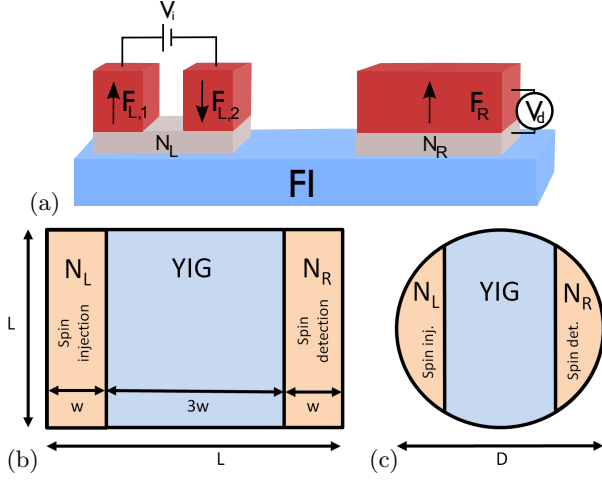 V_i
F_L,1
F_L,2
F_R
V_d
N_L
N_R
FI
(a)
N_L
YIG
N_R
L
Spin
injection
Spin
detection
w
3w
w
(b)
L
N_L
YIG
N_R
Spin inj.
Spin det.
(c)
D